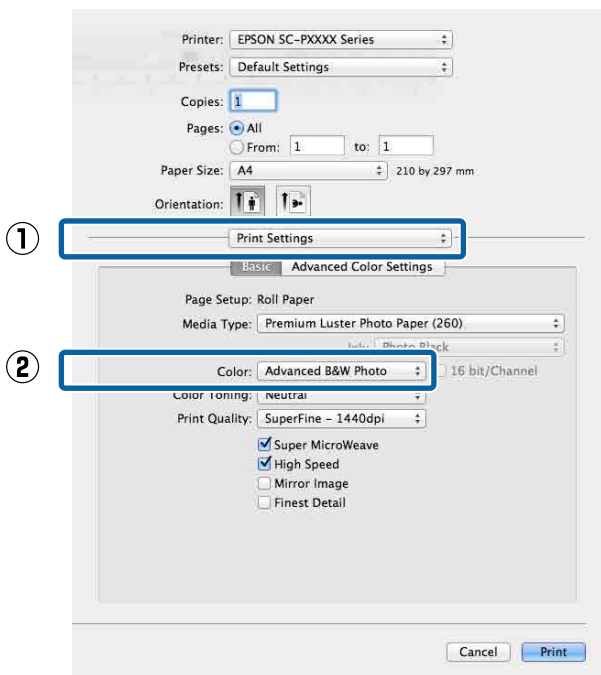 Printer: EPSON SC-PXXXX Series
Presets: Default Settings
Copies: 1
Pages: All
From: 1 to: 1
Paper Size: A4 210 by 297 mm
Orientation:
① Print Settings
Basic Advanced Color Settings
Page Setup: Roll Paper
Media Type: Premium Luster Photo Paper (260)
Ink: Photo Black
② Color: Advanced B&W Photo 16 bit/Channel
Color Toning: Neutral
Print Quality: SuperFine – 1440dpi
Super MicroWeave
High Speed
Mirror Image
Finest Detail
Cancel Print